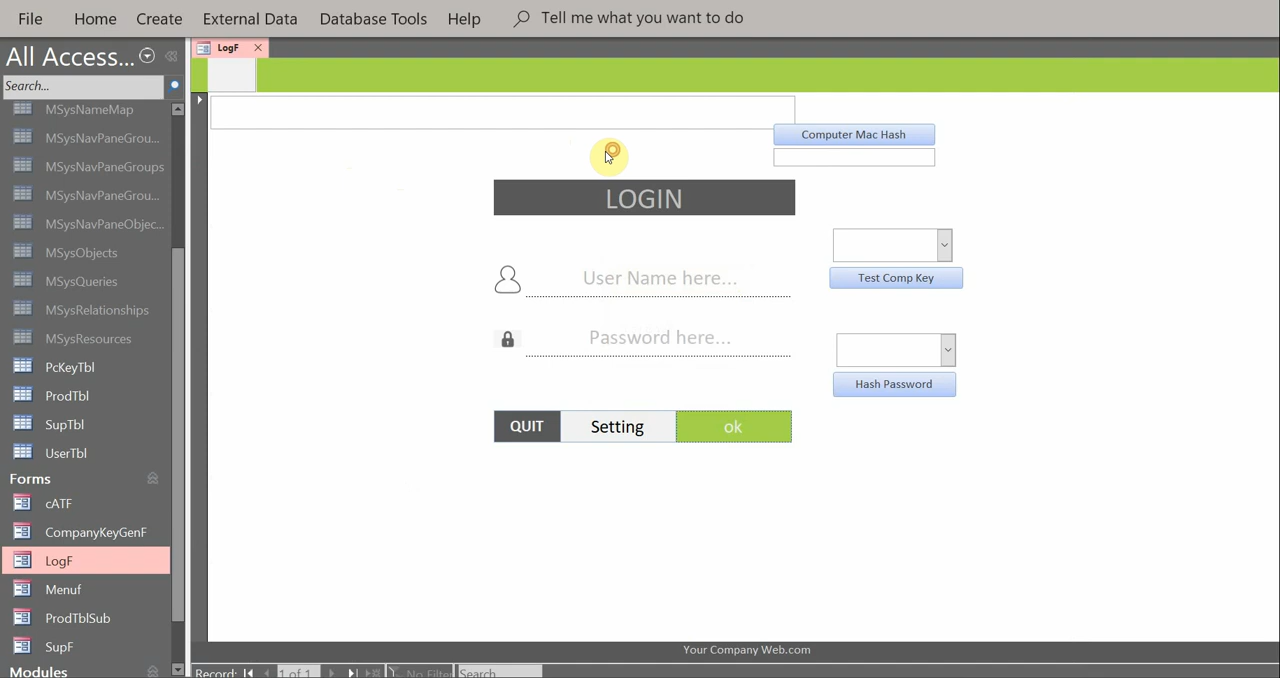 File Home Create External Data Database Tools Help Tell me what you want to do
All Access...
Search...
MSysNameMap
MSysNavPaneGrou...
MSysNavPaneGroups
MSysNavPaneGrou...
MSysNavPaneObjec...
MSysObjects
MSysQueries
MSysRelationships
MSysResources
PcKeyTbl
ProdTbl
SupTbl
UserTbl
Forms
cATF
CompanyKeyGenF
LogF
Menuf
ProdTblSub
SupF
Modules
LogF
Computer Mac Hash
LOGIN
User Name here...
Test Comp Key
Password here...
Hash Password
QUIT Setting ok
Your Company Web.com
Record: 1 of 1 No Filter Search